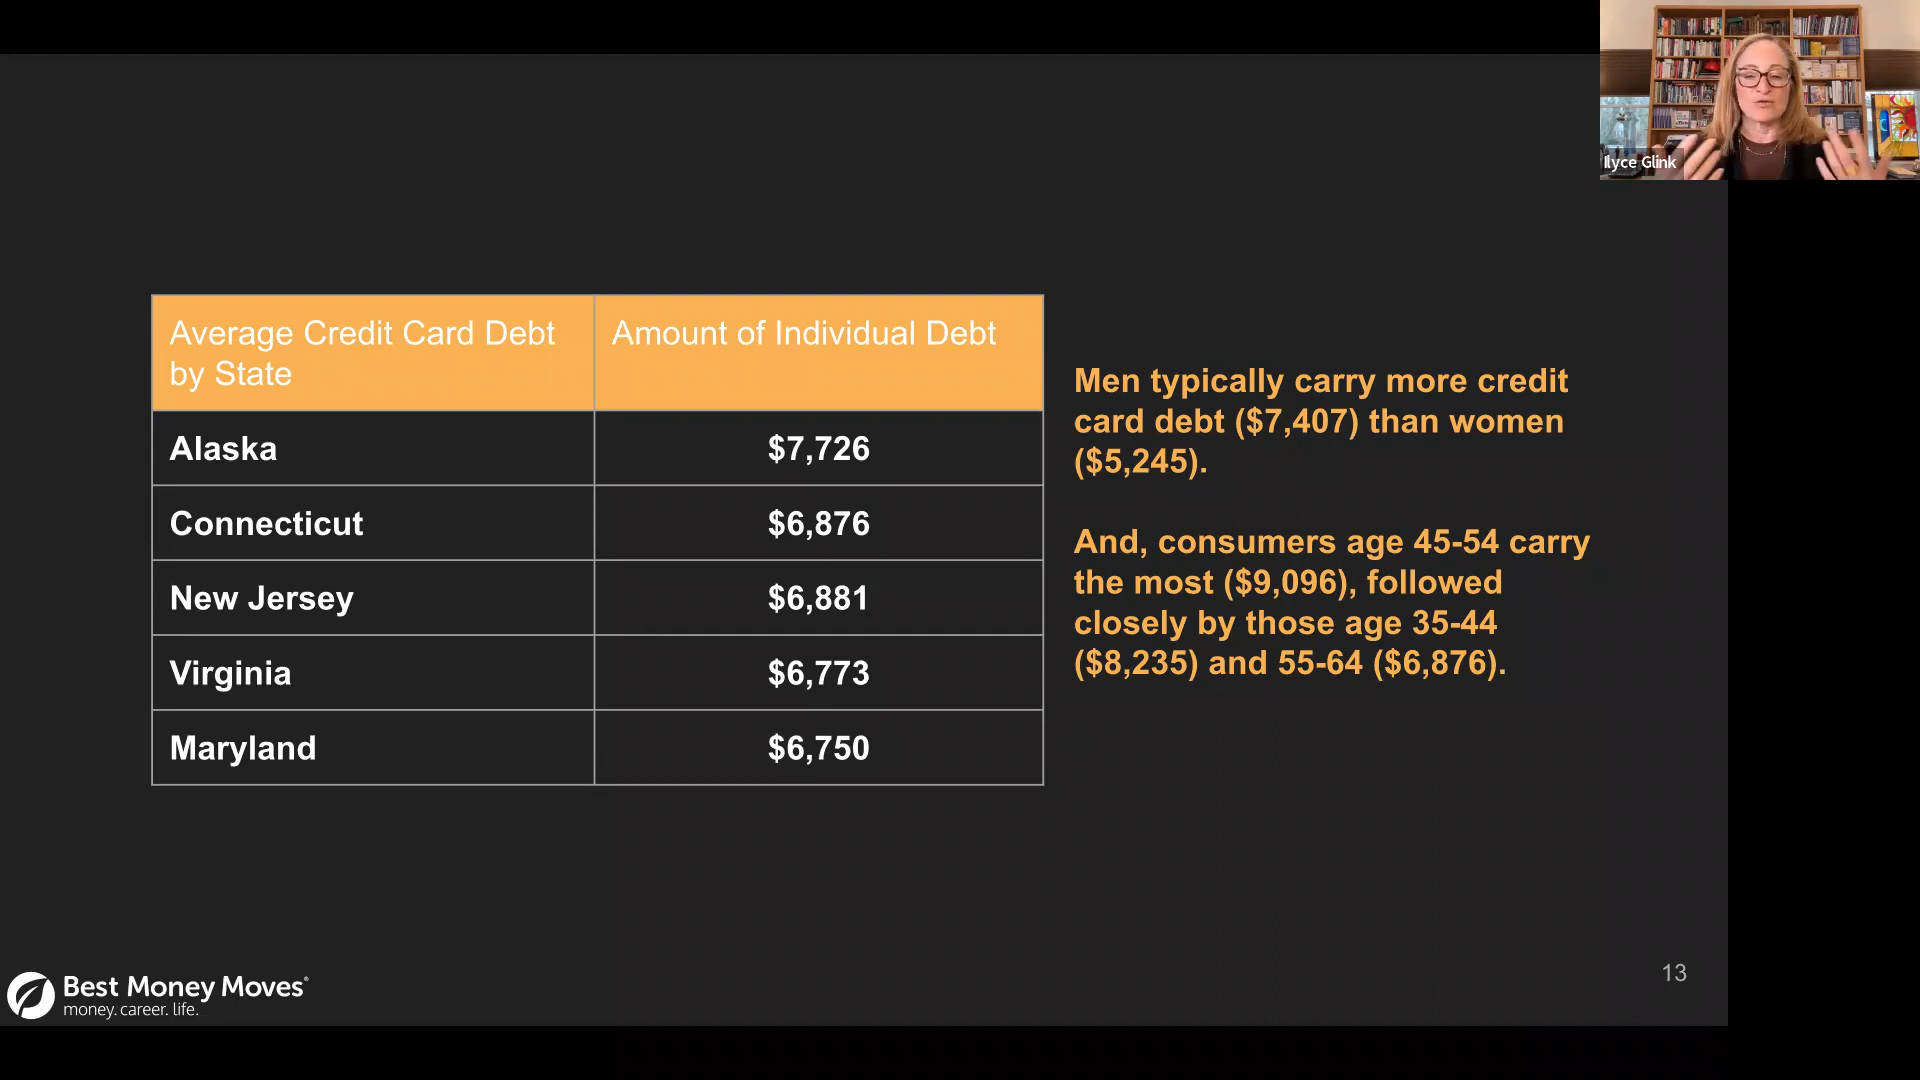 Ilyce Glink
Average Credit Card Debt
by State
Amount of Individual Debt
Alaska
$7,726
Connecticut
$6,876
New Jersey
$6,881
Virginia
$6,773
Maryland
$6,750
Men typically carry more credit
card debt ($7,407) than women
($5,245).
And, consumers age 45-54 carry
the most ($9,096), followed
closely by those age 35-44
($8,235) and 55-64 ($6,876).
Best Money Moves®
money. career. life.
13